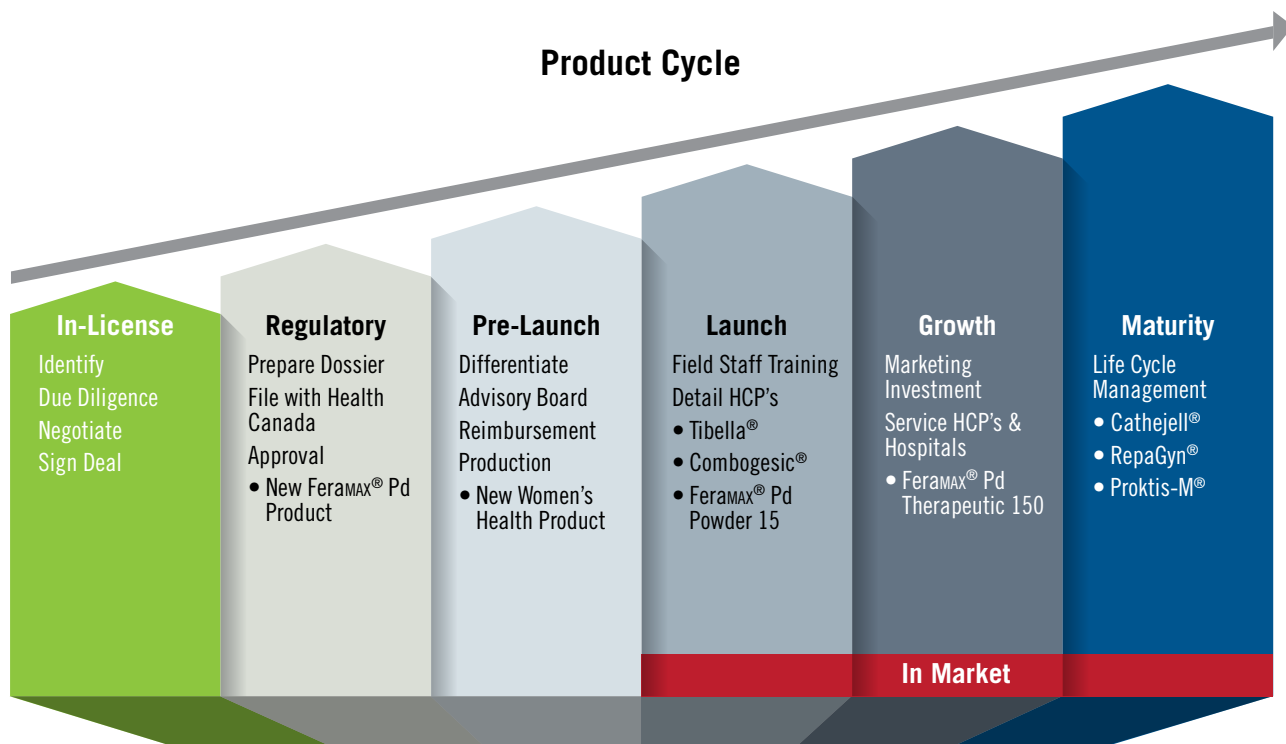 Product Cycle
In-License
Identify
Due Diligence
Negotiate
Sign Deal
Regulatory
Prepare Dossier
File with Health
Canada
Approval
• New FeraMAX® Pd
Product
Pre-Launch
Differentiate
Advisory Board
Reimbursement
Production
• New Women's
Health Product
Launch
Field Staff Training
Detail HCP's
• Tibella®
• Combogesic®
• FeraMAX® Pd
Powder 15
Growth
Marketing
Investment
Service HCP's &
Hospitals
• FeraMAX® Pd
Therapeutic 150
Maturity
Life Cycle
Management
• Cathejell®
• RepaGyn®
• Proktis-M®
In Market